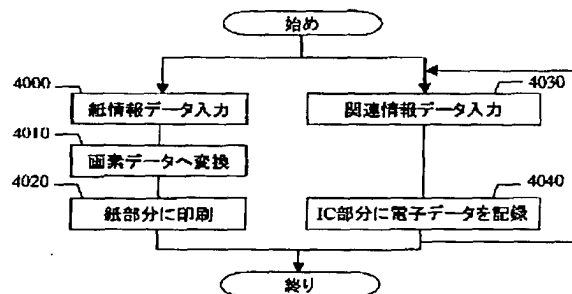 始め
4000
紙情報データ入力
4030
関連情報データ入力
4010
画素データへ変換
4020
紙部分に印刷
4040
IC部分に電子データを記録
終り